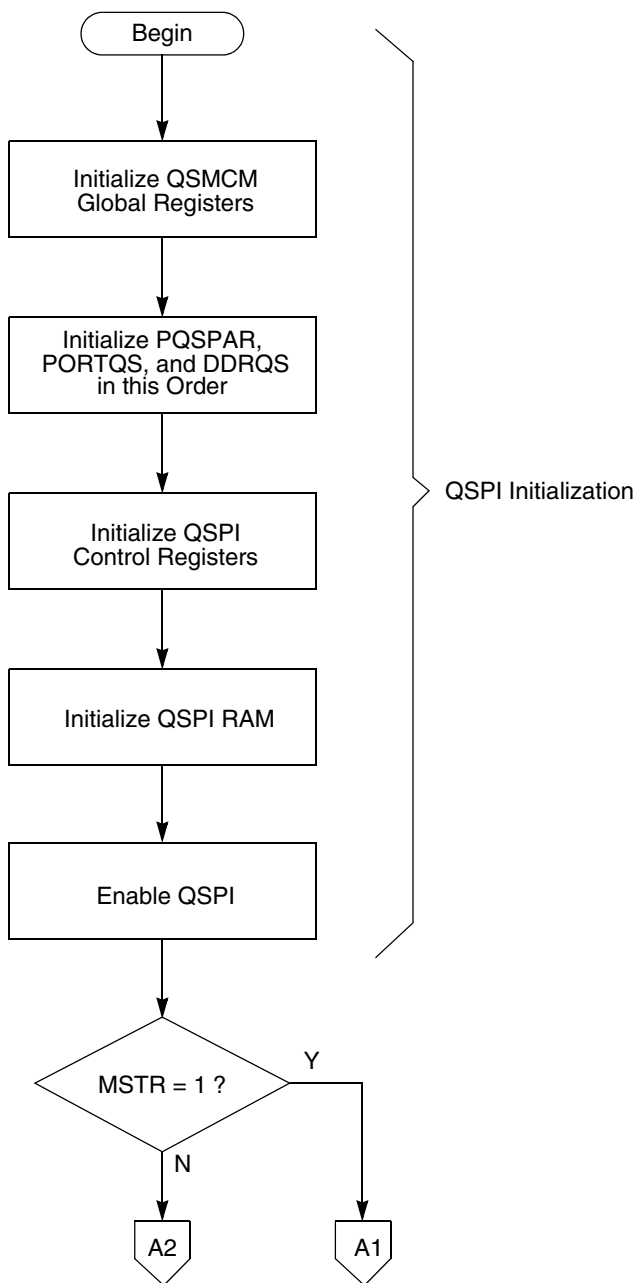 Begin
Initialize QSMCM
Global Registers
Initialize PQSPAR,
PORTQS, and DDRQS
in this Order
QSPI Initialization
Initialize QSPI
Control Registers
Initialize QSPI RAM
Enable QSPI
MSTR = 1 ?
Y
N
A2
A1